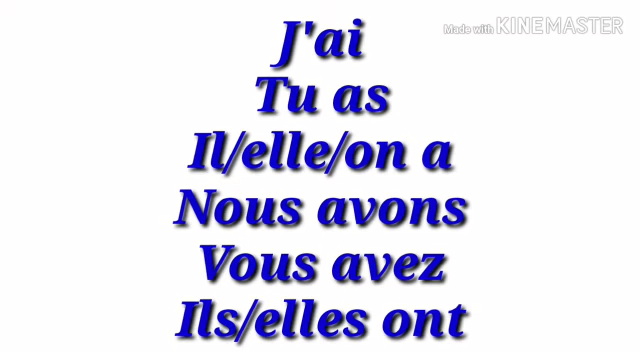 Made with KINEMASTER
J'ai
Tu as
Il/elle/on a
Nous avons
Vous avez
Ils/elles ont